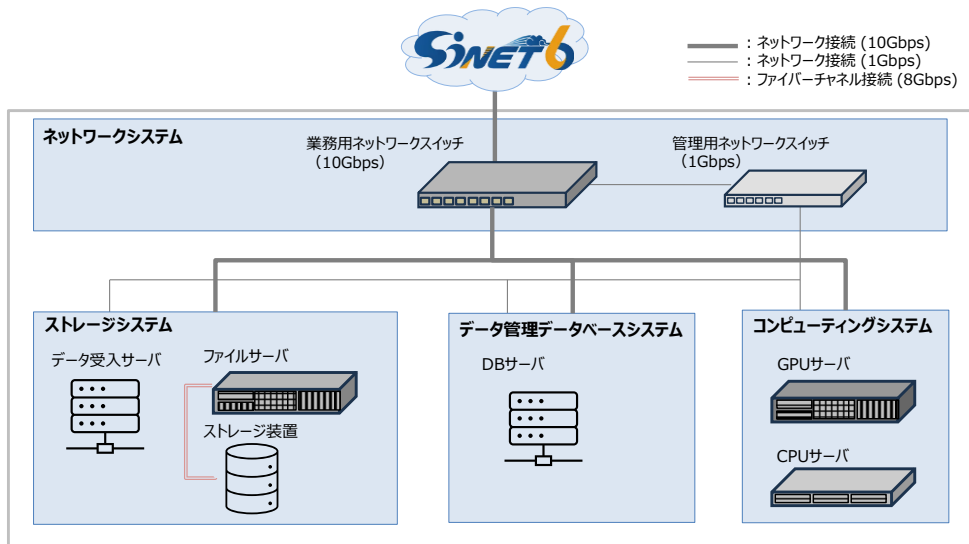 SINET6
: ネットワーク接続 (10Gbps)
: ネットワーク接続 (1Gbps)
: ファイバーチャネル接続 (8Gbps)
ネットワークシステム
業務用ネットワークスイッチ
（10Gbps）
管理用ネットワークスイッチ
（1Gbps）
ストレージシステム
データ受入サーバ
ファイルサーバ
ストレージ装置
データ管理データベースシステム
DBサーバ
コンピューティングシステム
GPUサーバ
CPUサーバ